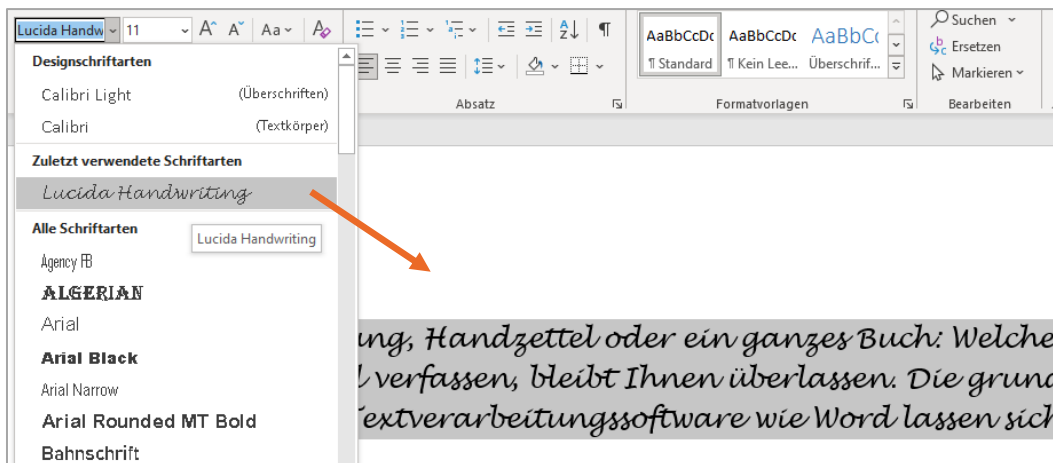 Lucida Handw 11 Aa
AaBbCcDc AaBbCcDc AaBbC
¶ Standard ¶ Kein Lee... Überschrif...
Suchen
Ersetzen
Markieren
Absatz Formatvorlagen Bearbeiten
Designschriftarten
Calibri Light (Überschriften)
Calibri (Textkörper)
Zuletzt verwendete Schriftarten
Lucida Handwriting
Alle Schriftarten
Lucida Handwriting
Agency FB
ALGERIAN
Arial
Arial Black
Arial Narrow
Arial Rounded MT Bold
Bahnschrift
ung, Handzettel oder ein ganzes Buch: Welche
verfassen, bleibt Ihnen überlassen. Die grund
extverarbeitungssoftware wie Word lassen sich